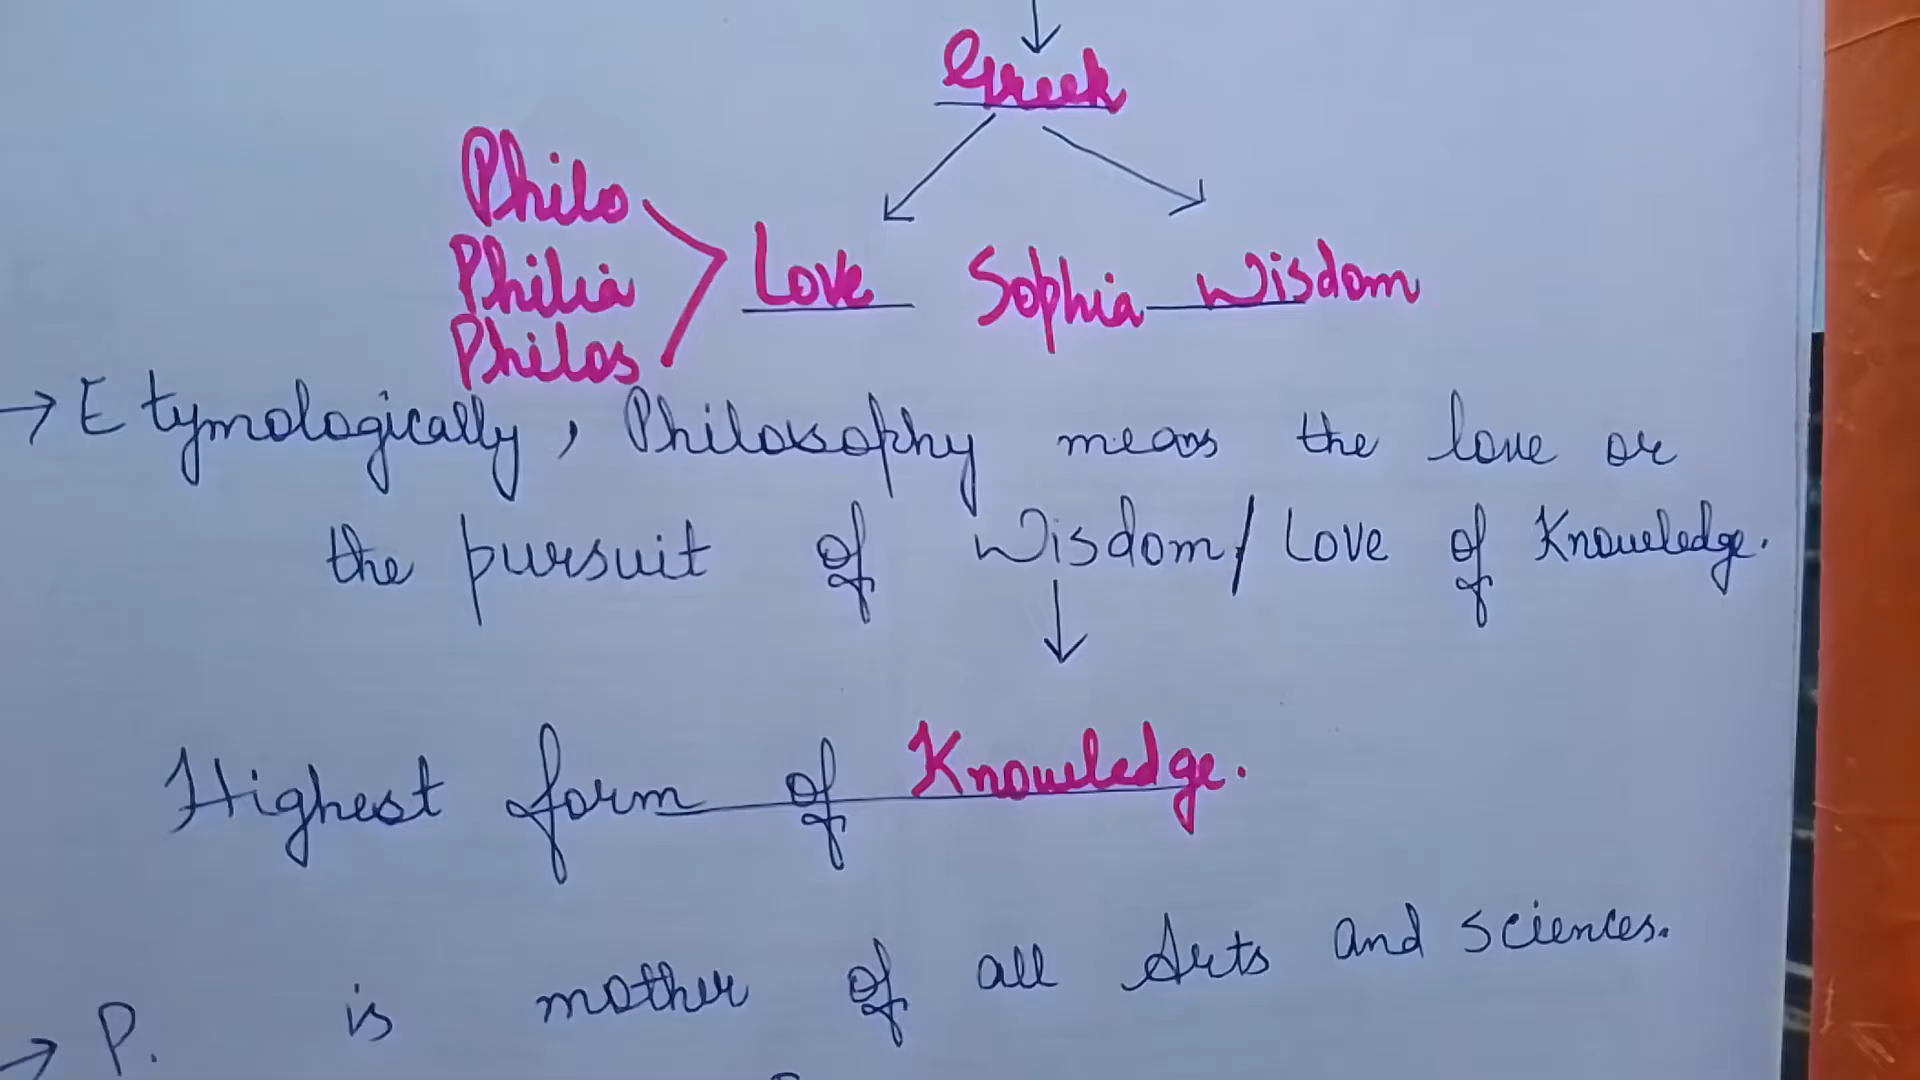 Greek
Philo
Philia
Philos
Love Sophia Wisdom
Etymologically, Philosophy means the love or
the pursuit of Wisdom/Love of Knowledge.
Highest form of Knowledge.
P. is mother of all Arts and sciences.